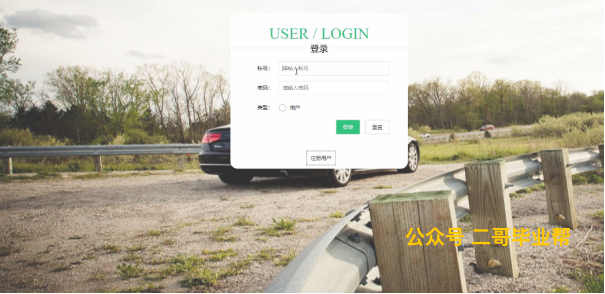 USER / LOGIN
登录
账号： 请输入账号
密码： 请输入密码
类型： 用户
登录 重置
注册用户
公众号 二哥毕业帮